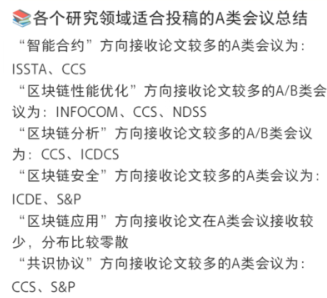 📚各个研究领域适合投稿的A类会议总结
“智能合约”方向接收论文较多的A类会议为：
ISSTA、CCS
“区块链性能优化”方向接收论文较多的A/B类会
议为：INFOCOM、CCS、NDSS
“区块链分析”方向接收论文较多的A/B类会议
为：CCS、ICDCS
“区块链安全”方向接收论文较多的A类会议为：
ICDE、S&P
“区块链应用”方向论文在A类会议接收较
少，分布比较零散
“共识协议”方向接收论文较多的A类会议为：
CCS、S&P